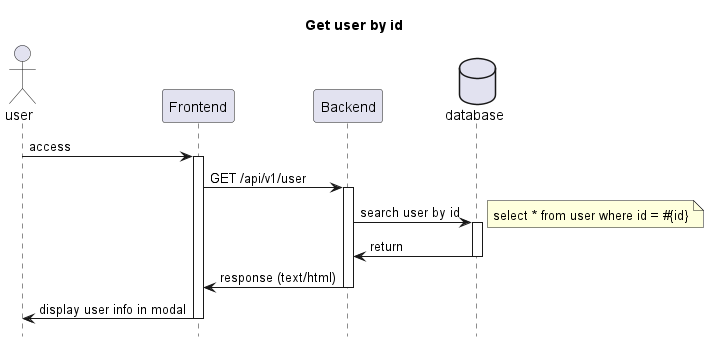 Get user by id
user
Frontend
Backend
database
access
GET /api/v1/user
search user by id
select * from user where id = #{id}
return
response (text/html)
display user info in modal